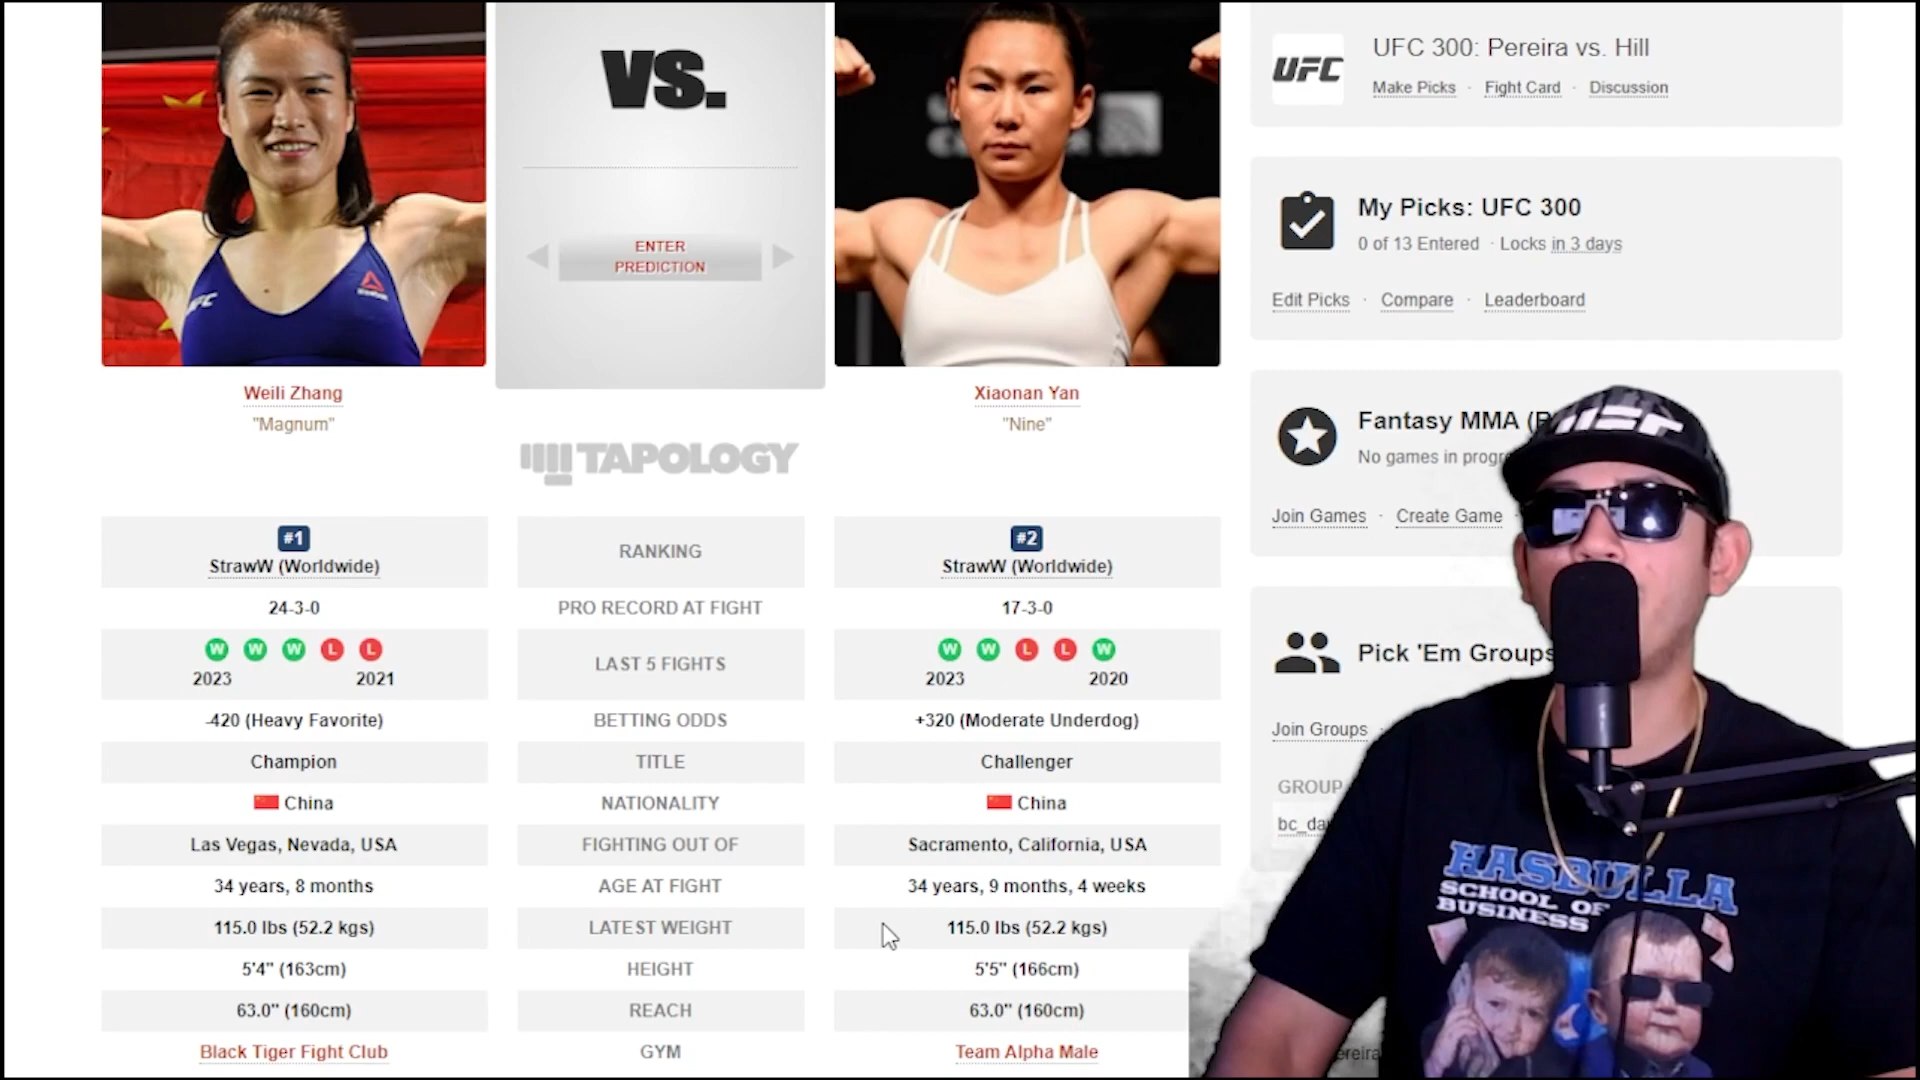 VS.
ENTER
PREDICTION
Weili Zhang
"Magnum"
TAPOLOGY
Xiaonan Yan
"Nine"
#1
StrawW (Worldwide)
RANKING
#2
StrawW (Worldwide)
24-3-0
PRO RECORD AT FIGHT
17-3-0
W W W L L
2023 2021
LAST 5 FIGHTS
W W L L W
2023 2020
-420 (Heavy Favorite)
BETTING ODDS
+320 (Moderate Underdog)
Champion
TITLE
Challenger
China
NATIONALITY
China
Las Vegas, Nevada, USA
FIGHTING OUT OF
Sacramento, California, USA
34 years, 8 months
AGE AT FIGHT
34 years, 9 months, 4 weeks
115.0 lbs (52.2 kgs)
LATEST WEIGHT
115.0 lbs (52.2 kgs)
5'4" (163cm)
HEIGHT
5'5" (166cm)
63.0" (160cm)
REACH
63.0" (160cm)
Black Tiger Fight Club
GYM
Team Alpha Male
UFC
UFC 300: Pereira vs. Hill
Make Picks · Fight Card · Discussion
My Picks: UFC 300
0 of 13 Entered · Locks in 3 days
Edit Picks · Compare · Leaderboard
Fantasy MMA
No games in
Join Games · Create Game
Pick 'Em Groups
Join Groups
GROUP
HASBULLA
SCHOOL OF
BUSINESS